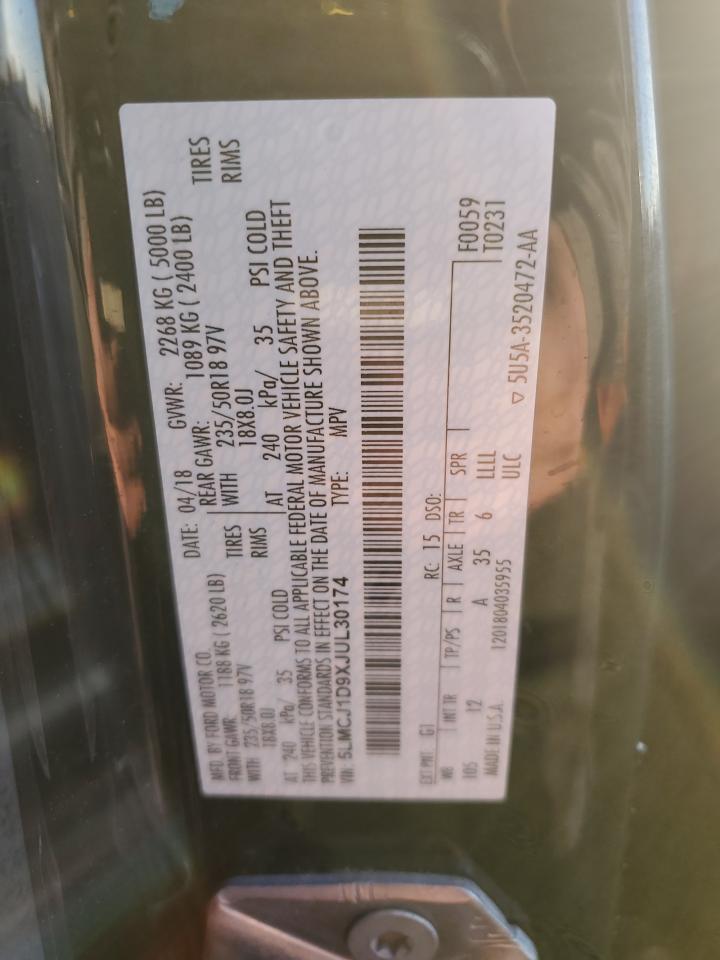 MFD. BY FORD MOTOR CO.
DATE: 04/18 GVWR: 2268 KG ( 5000 LB)
FRONT GAWR: 1188 KG ( 2620 LB) REAR GAWR: 1089 KG ( 2400 LB)
WITH 235/50R18 97V TIRES WITH 235/50R18 97V TIRES
18X8.0J RIMS 18X8.0J RIMS
AT 240 kPa/ 35 PSI COLD AT 240 kPa/ 35 PSI COLD
THIS VEHICLE CONFORMS TO ALL APPLICABLE FEDERAL MOTOR VEHICLE SAFETY AND THEFT
PREVENTION STANDARDS IN EFFECT ON THE DATE OF MANUFACTURE SHOWN ABOVE.
VIN: 5LMCJ1D9XJUL30174 TYPE: MPV
EXT PNT: G1 RC: 15 DSO:
WB INT TR TP/PS R AXLE TR SPR F0059
105 12 A 35 6 LLLL T0231
MADE IN U.S.A. 1201804035955 ULC
▽ 5U5A-3520472-AA